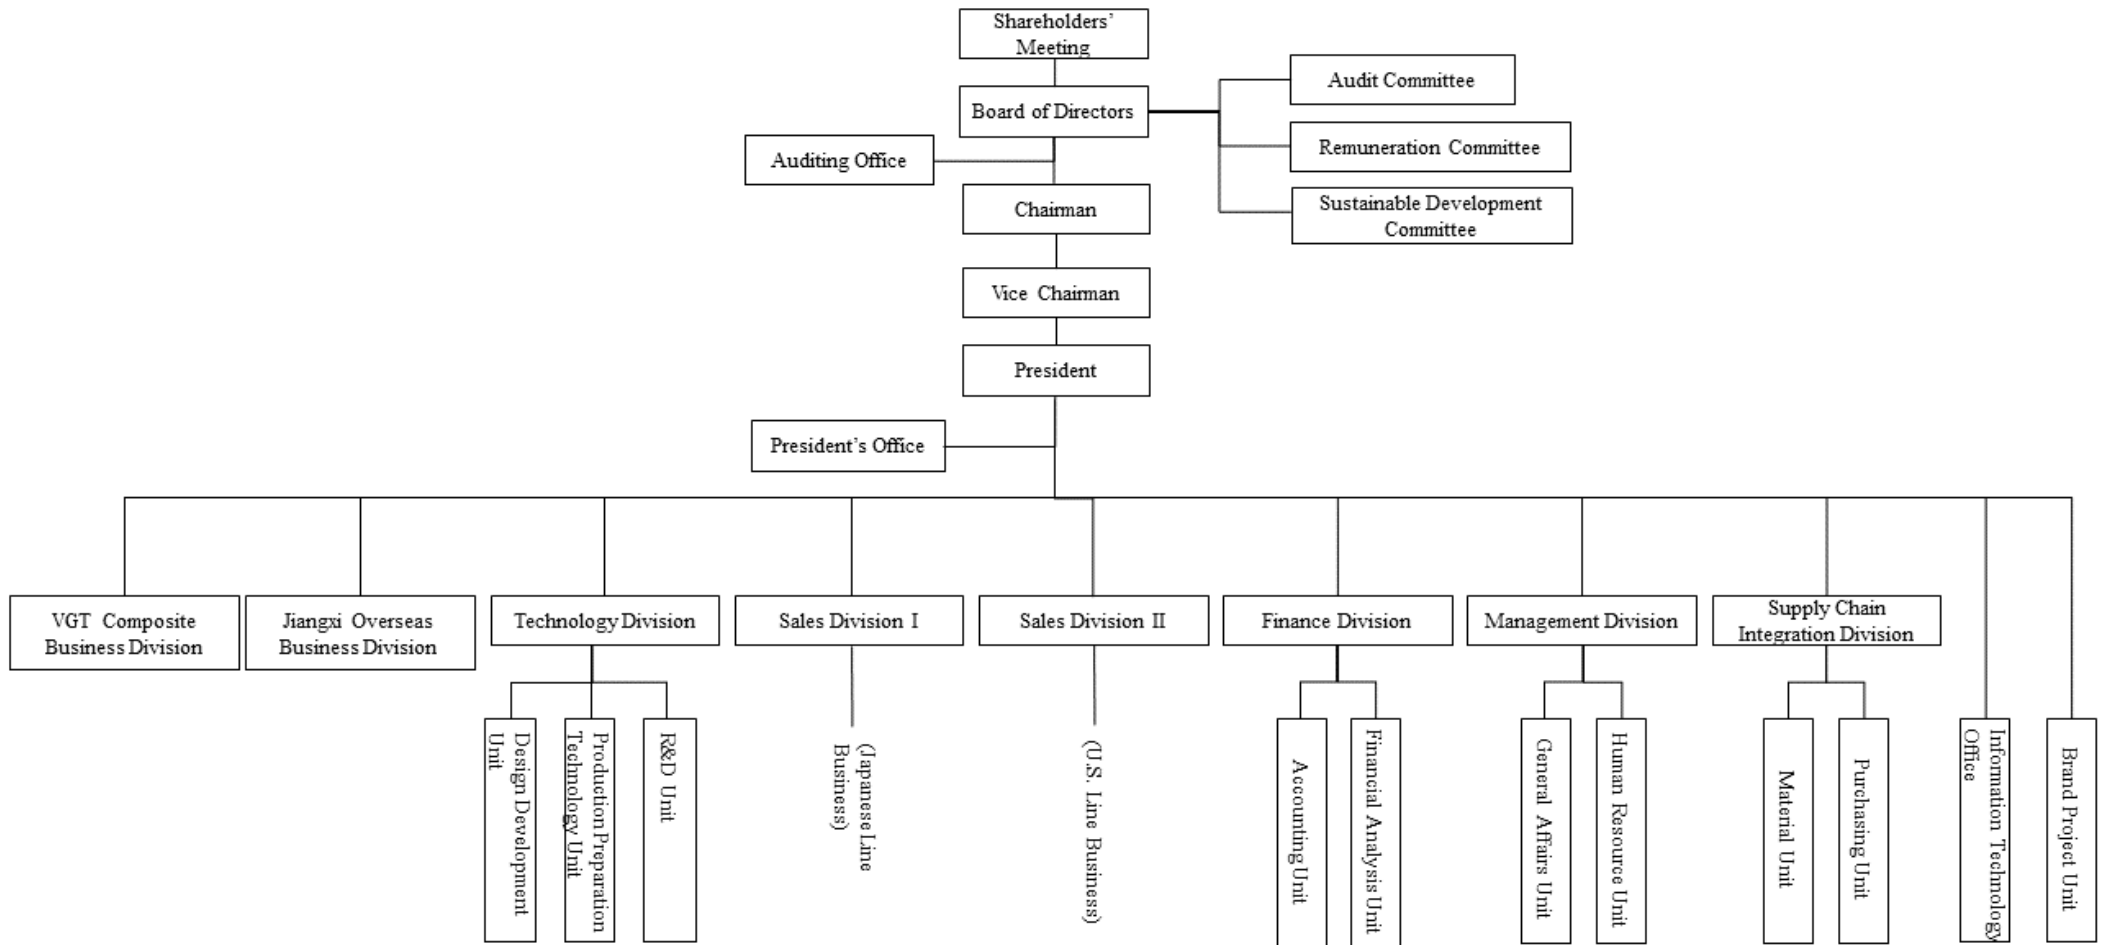 Shareholders’
Meeting
Board of Directors
Audit Committee
Remuneration Committee
Sustainable Development
Committee
Auditing Office
Chairman
Vice Chairman
President
President’s Office
VGT Composite
Business Division
Jiangxi Overseas
Business Division
Technology Division
Sales Division I
Sales Division II
Finance Division
Management Division
Supply Chain
Integration Division
Design Development
Unit
Production Preparation
Technology Unit
R&D Unit
(Japanese Line
Business)
(U.S. Line Business)
Accounting Unit
Financial Analysis Unit
General Affairs Unit
Human Resource Unit
Material Unit
Purchasing Unit
Information Technology
Office
Brand Project Unit